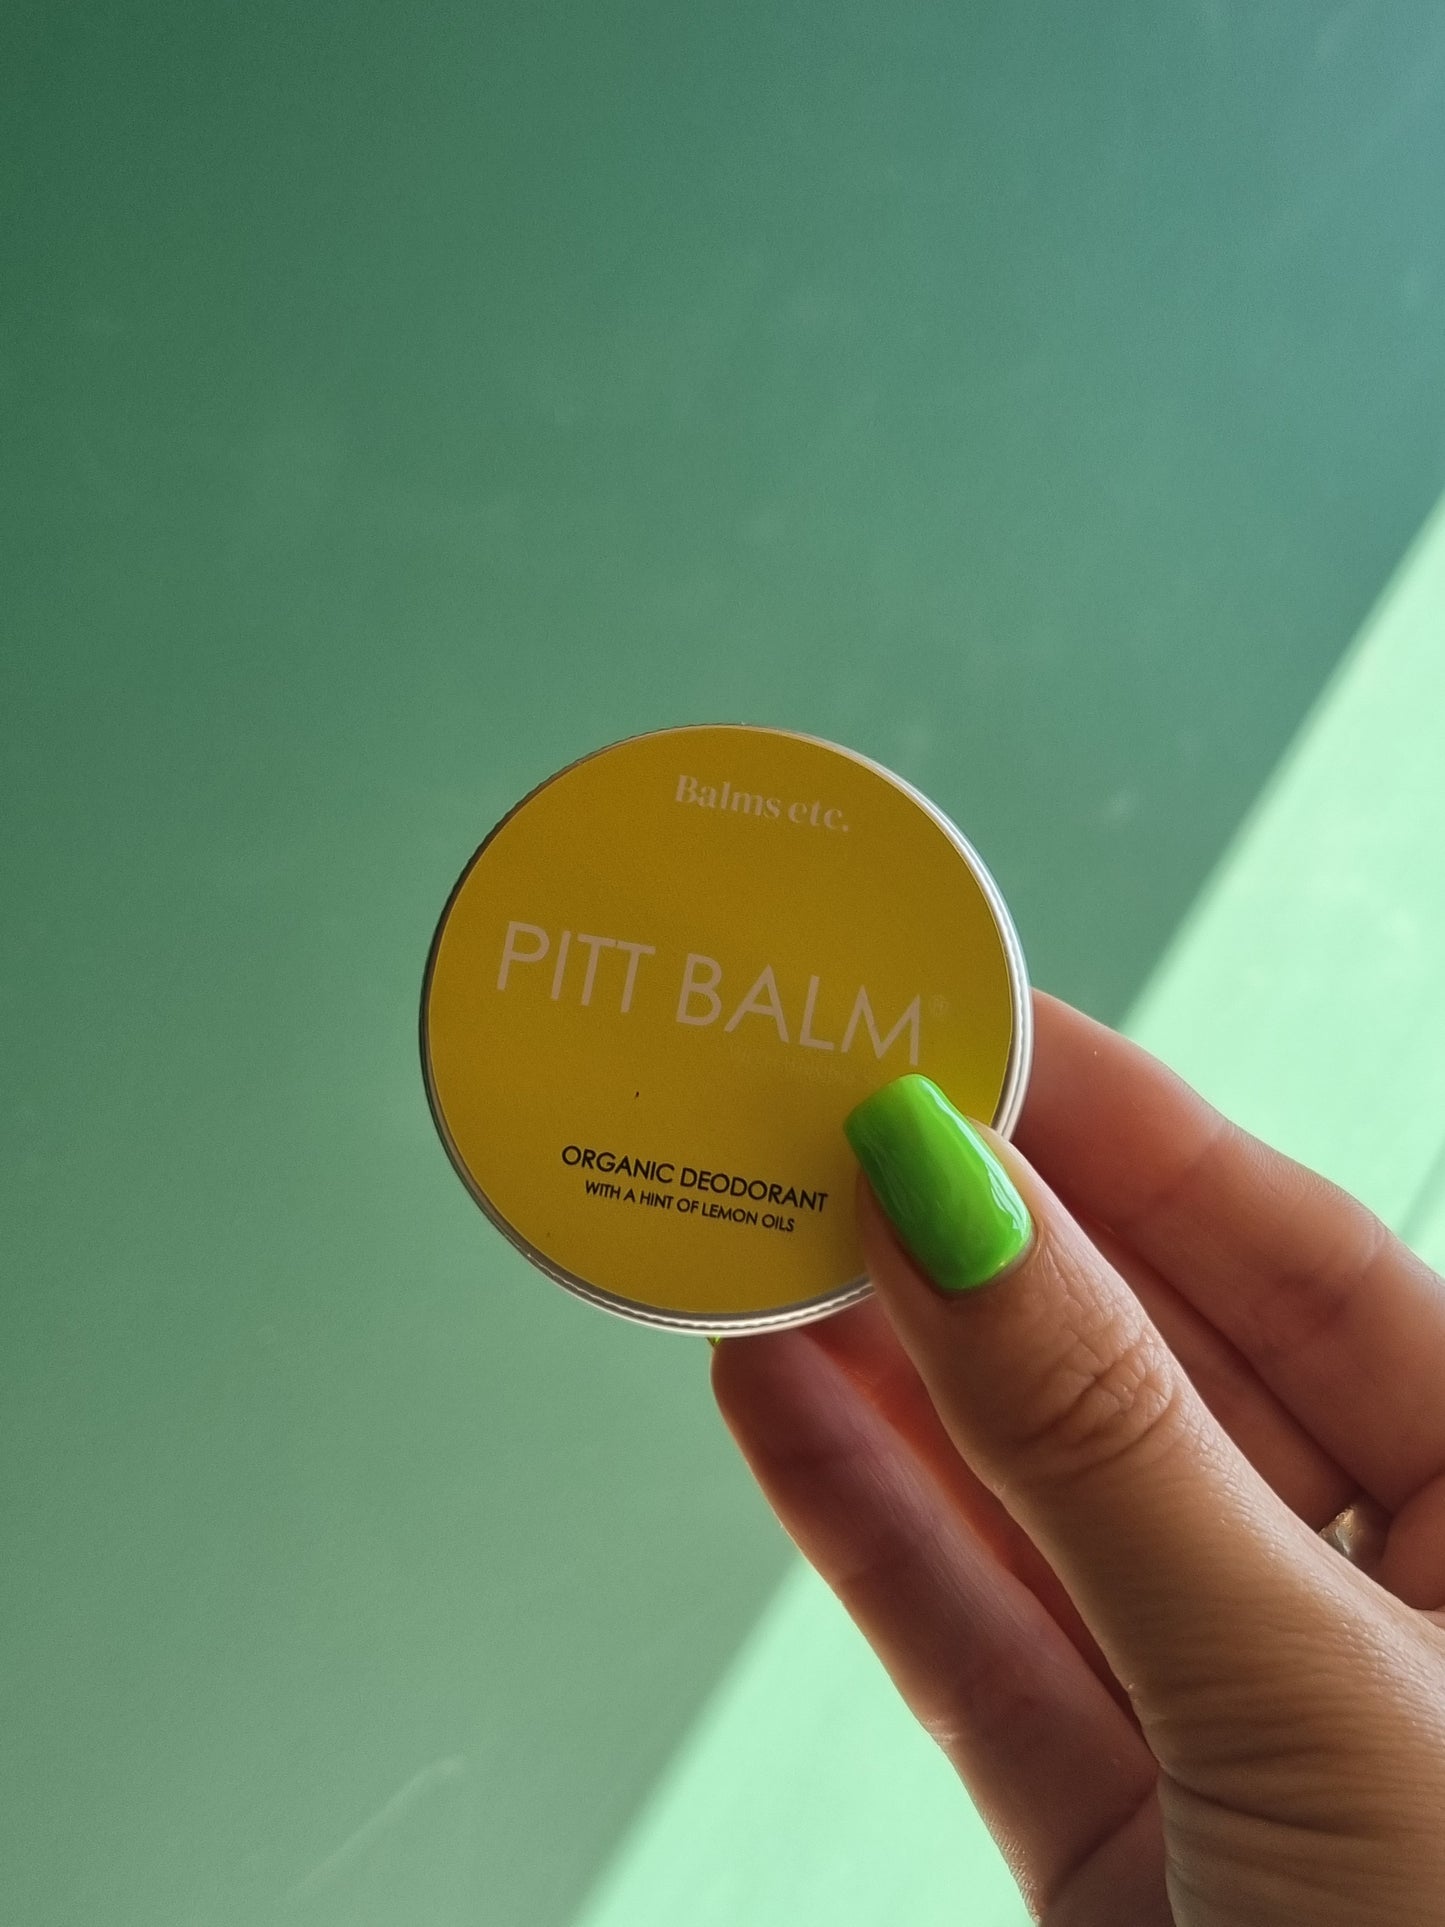 Balms etc.
PITT BALM®
ORGANIC DEODORANT
WITH A HINT OF LEMON OILS